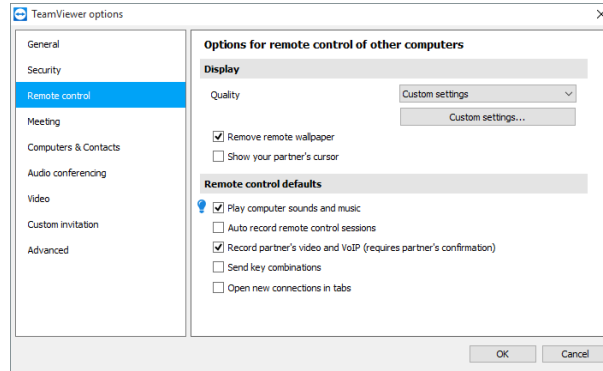 TeamViewer options
General
Security
Remote control
Meeting
Computers & Contacts
Audio conferencing
Video
Custom invitation
Advanced
Options for remote control of other computers
Display
Quality
Custom settings
Custom settings...
Remove remote wallpaper
Show your partner's cursor
Remote control defaults
Play computer sounds and music
Auto record remote control sessions
Record partner's video and VoIP (requires partner's confirmation)
Send key combinations
Open new connections in tabs
OK
Cancel